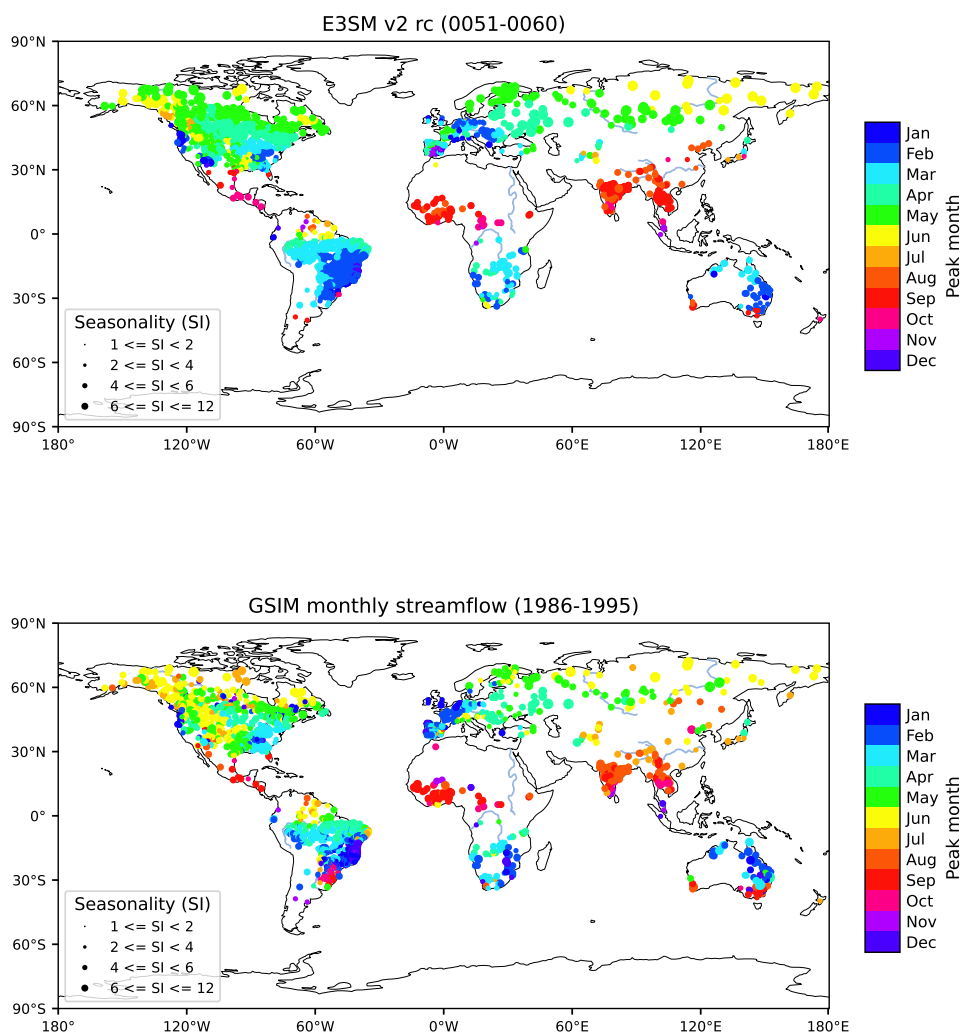 E3SM v2 rc (0051-0060)
90°N
60°N
30°N
0°
30°S
60°S
90°S
180°
120°W
60°W
0°W
60°E
120°E
180°E
Seasonality (SI)
1 <= SI < 2
2 <= SI < 4
4 <= SI < 6
6 <= SI <= 12
Jan
Feb
Mar
Apr
May
Jun
Jul
Aug
Sep
Oct
Nov
Dec
Peak month
GSIM monthly streamflow (1986-1995)
90°N
60°N
30°N
0°
30°S
60°S
90°S
180°
120°W
60°W
0°W
60°E
120°E
180°E
Seasonality (SI)
1 <= SI < 2
2 <= SI < 4
4 <= SI < 6
6 <= SI <= 12
Jan
Feb
Mar
Apr
May
Jun
Jul
Aug
Sep
Oct
Nov
Dec
Peak month